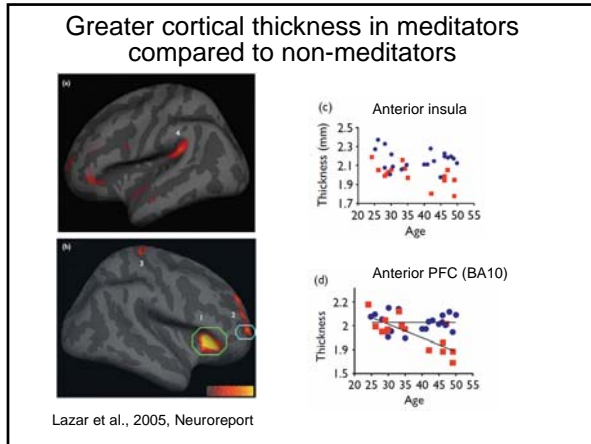 Greater cortical thickness in meditators
compared to non-meditators
(a)
4
(b)
3
1
2
(c)
Anterior insula
Thickness (mm)
2.5
2.3
2.1
1.9
1.7
20 25 30 35 40 45 50 55
Age
(d)
Anterior PFC (BA10)
Thickness
2.2
2
1.9
1.5
20 25 30 35 40 45 50 55
Age
Lazar et al., 2005, Neuroreport